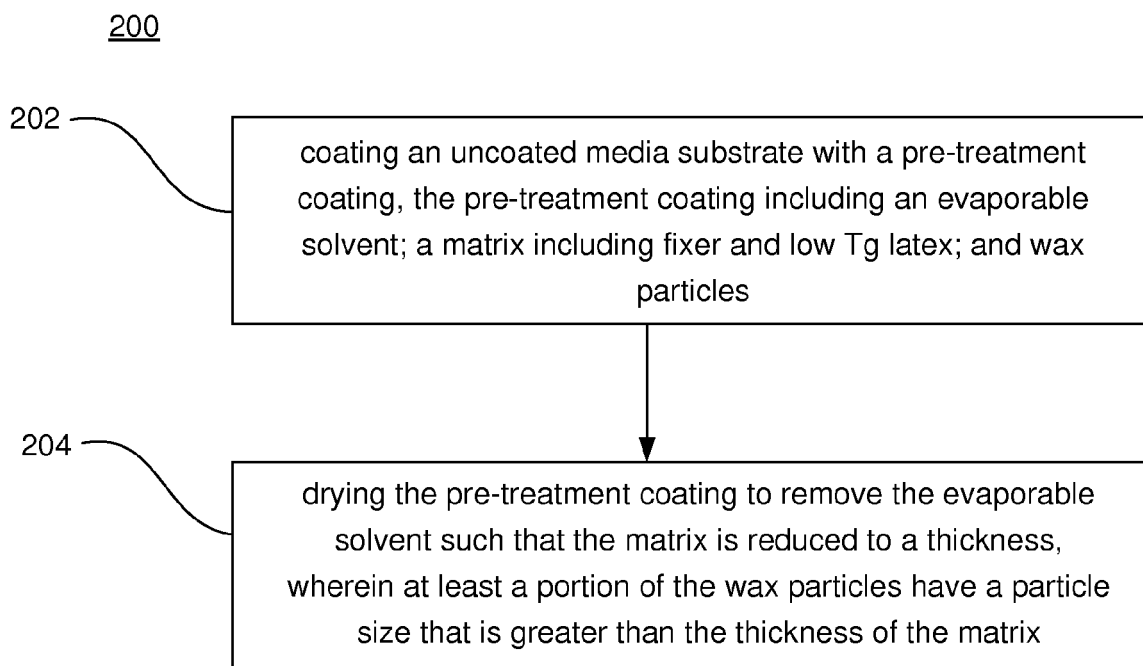 200
202
coating an uncoated media substrate with a pre-treatment
coating, the pre-treatment coating including an evaporable
solvent; a matrix including fixer and low Tg latex; and wax
particles
204
drying the pre-treatment coating to remove the evaporable
solvent such that the matrix is reduced to a thickness,
wherein at least a portion of the wax particles have a particle
size that is greater than the thickness of the matrix